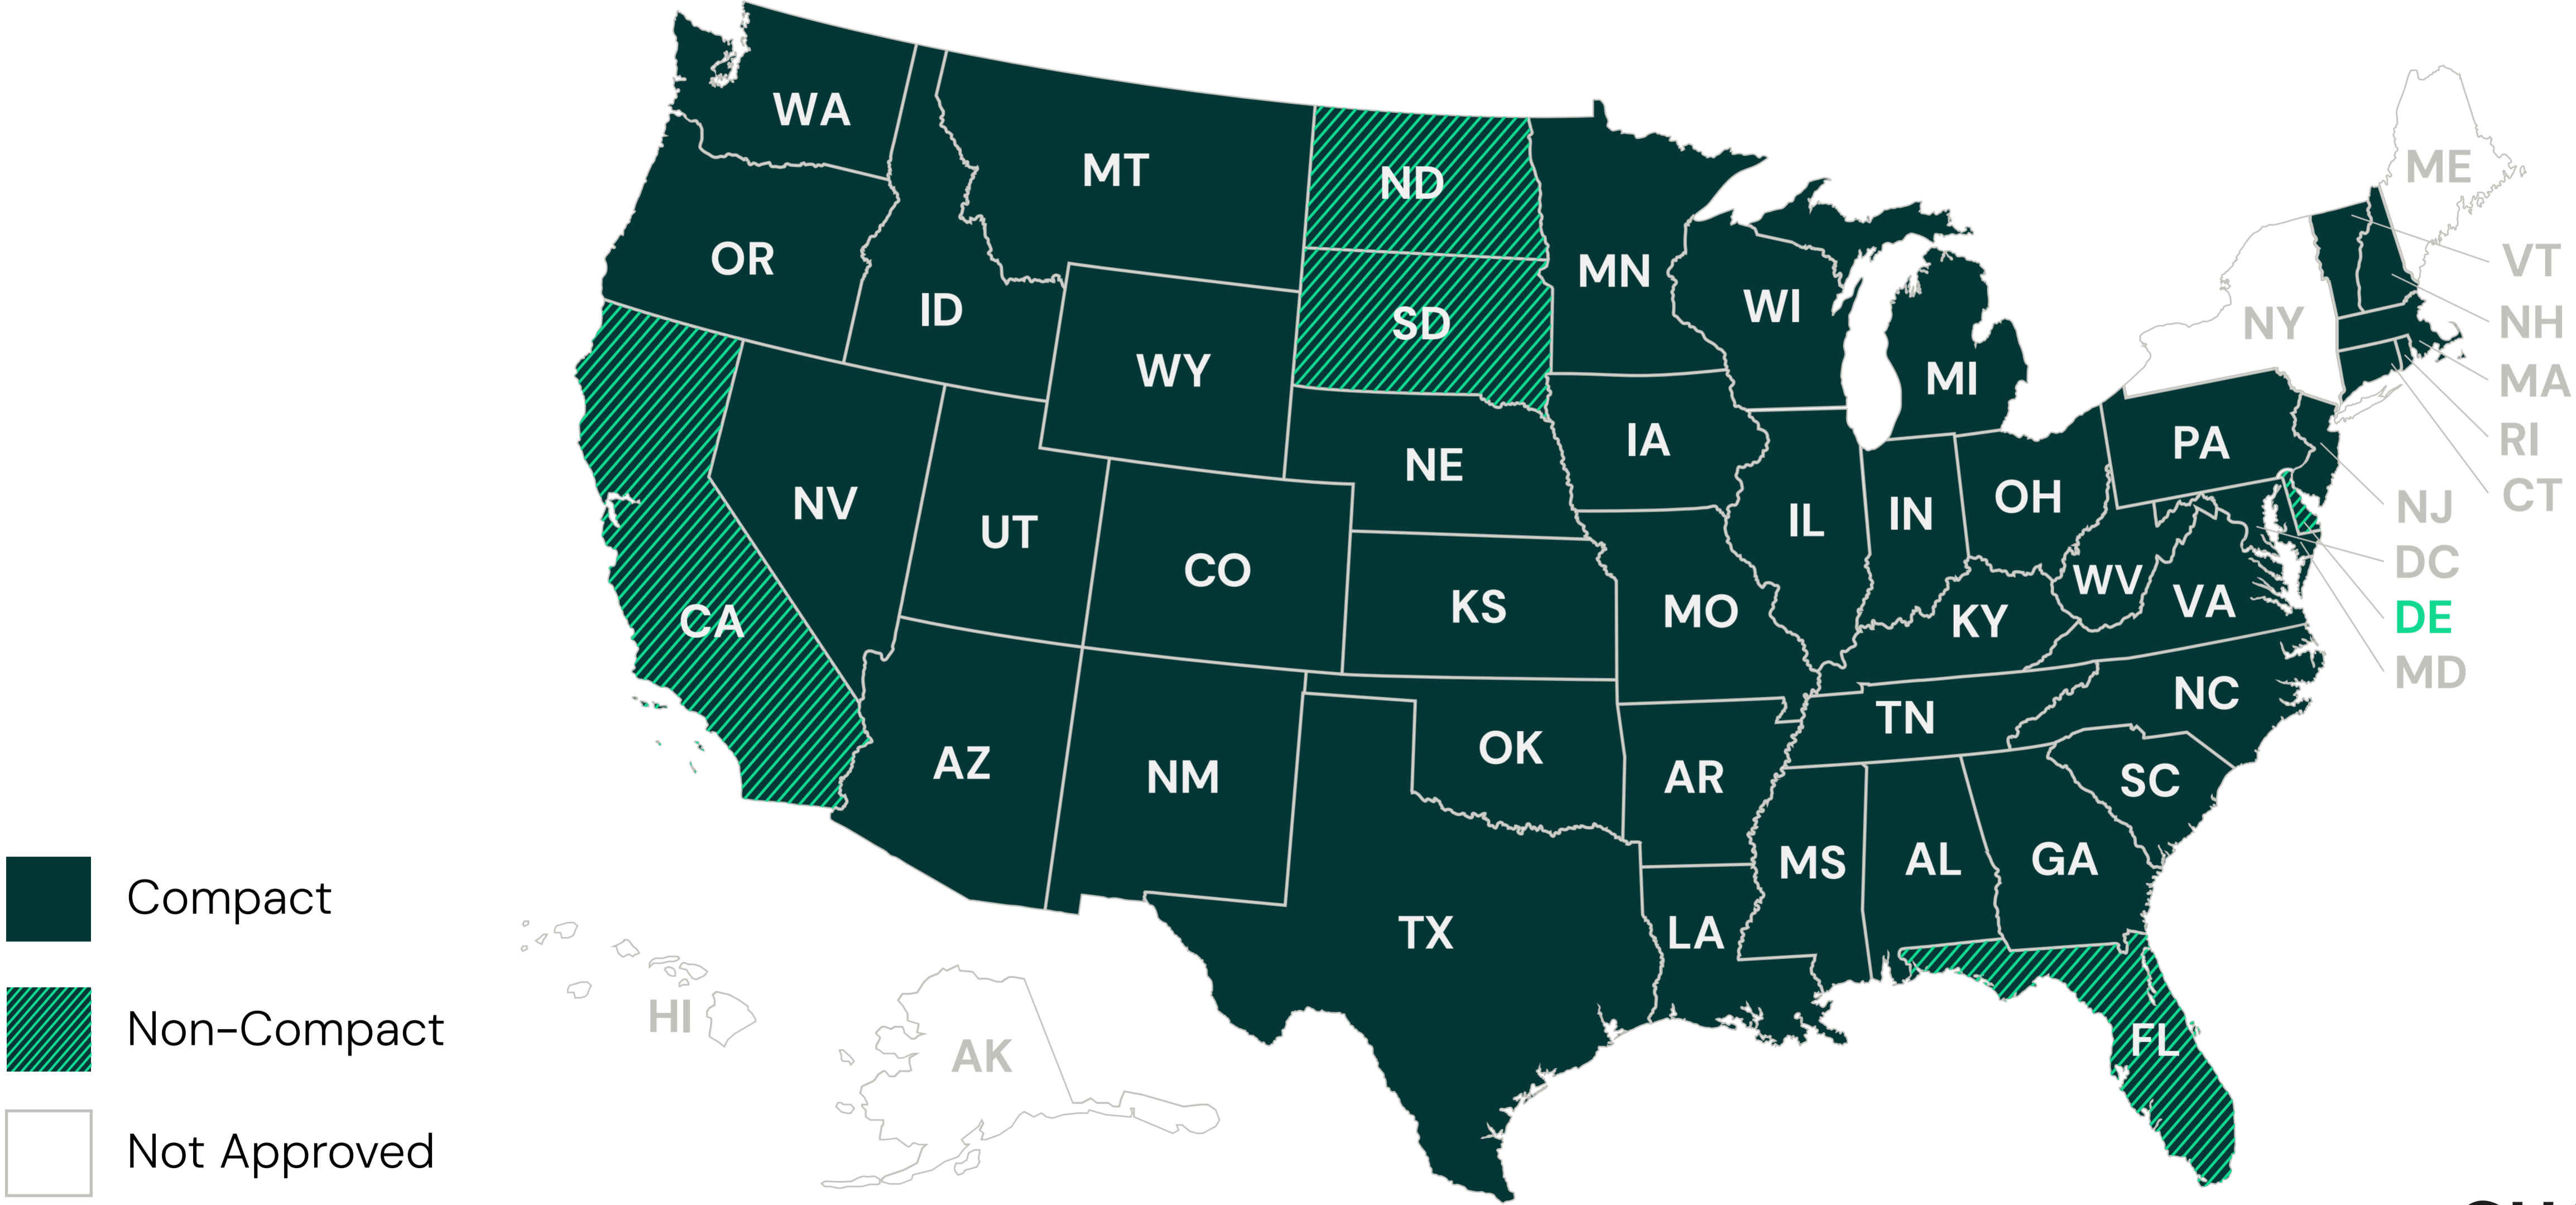 WA
MT
ND
ME
OR
ID
MN
VT
WI
SD
NY
NH
WY
MI
MA
IA
RI
PA
NE
CT
NV
OH
NJ
UT
IL
IN
CO
DC
WV
VA
KS
MO
KY
DE
CA
MD
NC
TN
OK
AZ
NM
AR
SC
MS
AL
GA
Compact
TX
LA
HI
Non-Compact
FL
AK
Not Approved